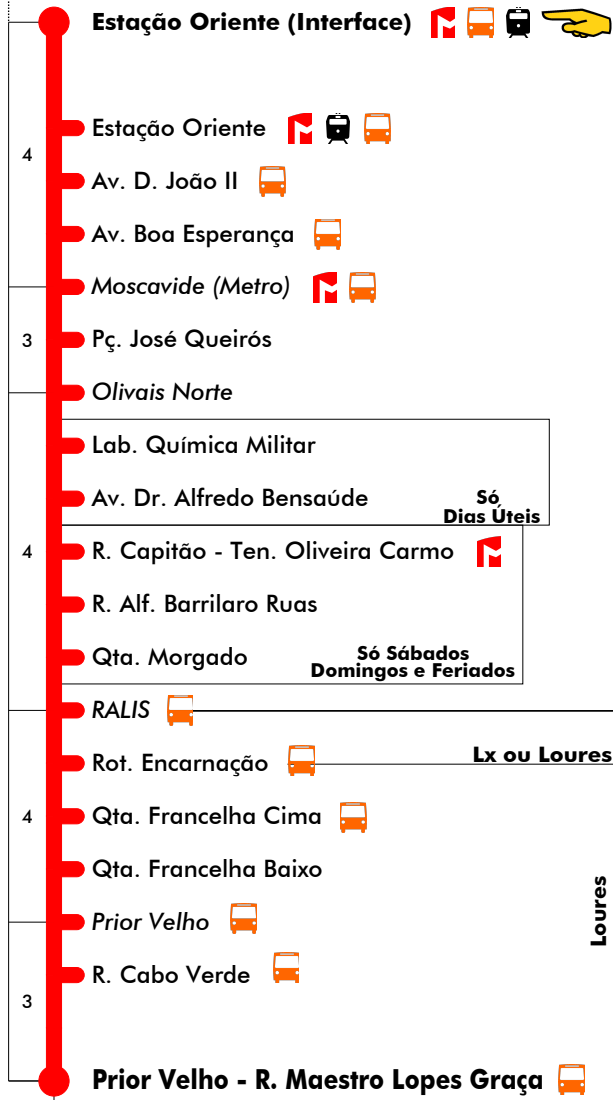 Estação Oriente (Interface)
4
Estação Oriente
Av. D. João II
Av. Boa Esperança
Moscavide (Metro)
3
Pç. José Queirós
Olivais Norte
Lab. Química Militar
Av. Dr. Alfredo Bensaúde
Só
Dias Úteis
4
R. Capitão - Ten. Oliveira Carmo
R. Alf. Barrilaro Ruas
Qta. Morgado
Só Sábados
Domingos e Feriados
RALIS
Rot. Encarnação
Lx ou Loures
4
Qta. Francelha Cima
Qta. Francelha Baixo
Loures
Prior Velho
R. Cabo Verde
3
Prior Velho - R. Maestro Lopes Graça